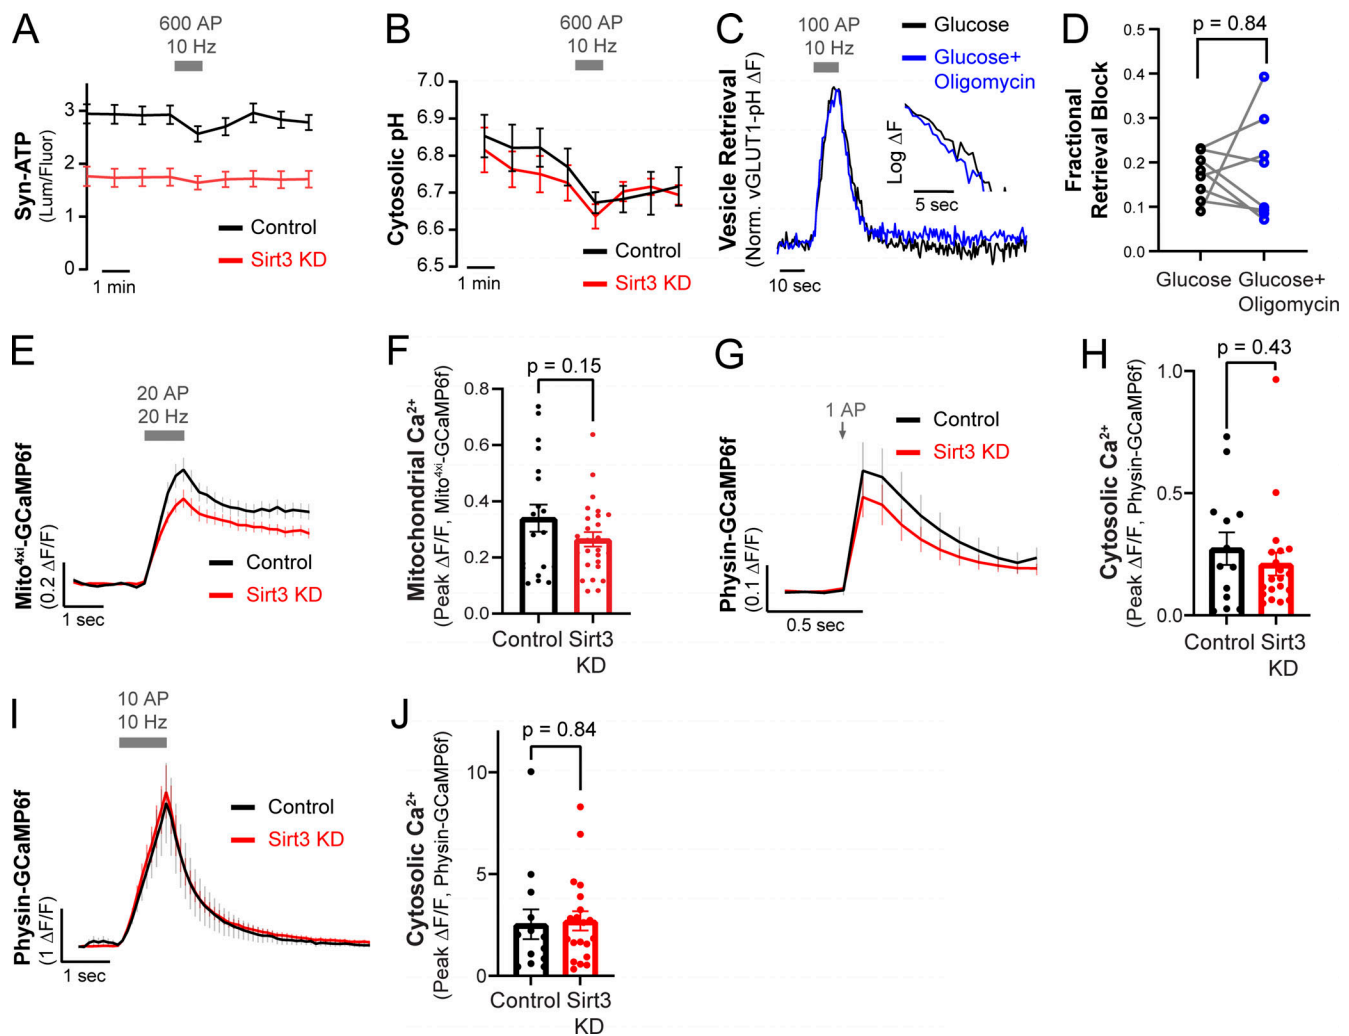 A
600 AP
10 Hz
Syn-ATP
(Lum/Fluor)
3
2
1
0
Control
Sirt3 KD
1 min
B
600 AP
10 Hz
Cytosolic pH
7.0
6.9
6.8
6.7
6.6
6.5
Control
Sirt3 KD
1 min
C
100 AP
10 Hz
Glucose
Glucose+
Oligomycin
Vesicle Retrieval
(Norm. vGLUT1-pH ΔF)
Log ΔF
5 sec
10 sec
D
p = 0.84
Fractional
Retrieval Block
0.5
0.4
0.3
0.2
0.1
0.0
Glucose
Glucose+
Oligomycin
E
20 AP
20 Hz
Mito⁴ˣⁱ-GCaMP6f
(0.2 ΔF/F)
Control
Sirt3 KD
1 sec
F
p = 0.15
Mitochondrial Ca²⁺
(Peak ΔF/F, Mito⁴ˣⁱ-GCaMP6f)
0.8
0.6
0.4
0.2
0.0
Control
Sirt3
KD
G
1 AP
Control
Sirt3 KD
Physin-GCaMP6f
(0.1 ΔF/F)
0.5 sec
H
p = 0.43
Cytosolic Ca²⁺
(Peak ΔF/F, Physin-GCaMP6f)
1.0
0.5
0.0
Control
Sirt3
KD
I
10 AP
10 Hz
Control
Sirt3 KD
Physin-GCaMP6f
(1 ΔF/F)
1 sec
J
p = 0.84
Cytosolic Ca²⁺
(Peak ΔF/F, Physin-GCaMP6f)
10
5
0
Control
Sirt3
KD